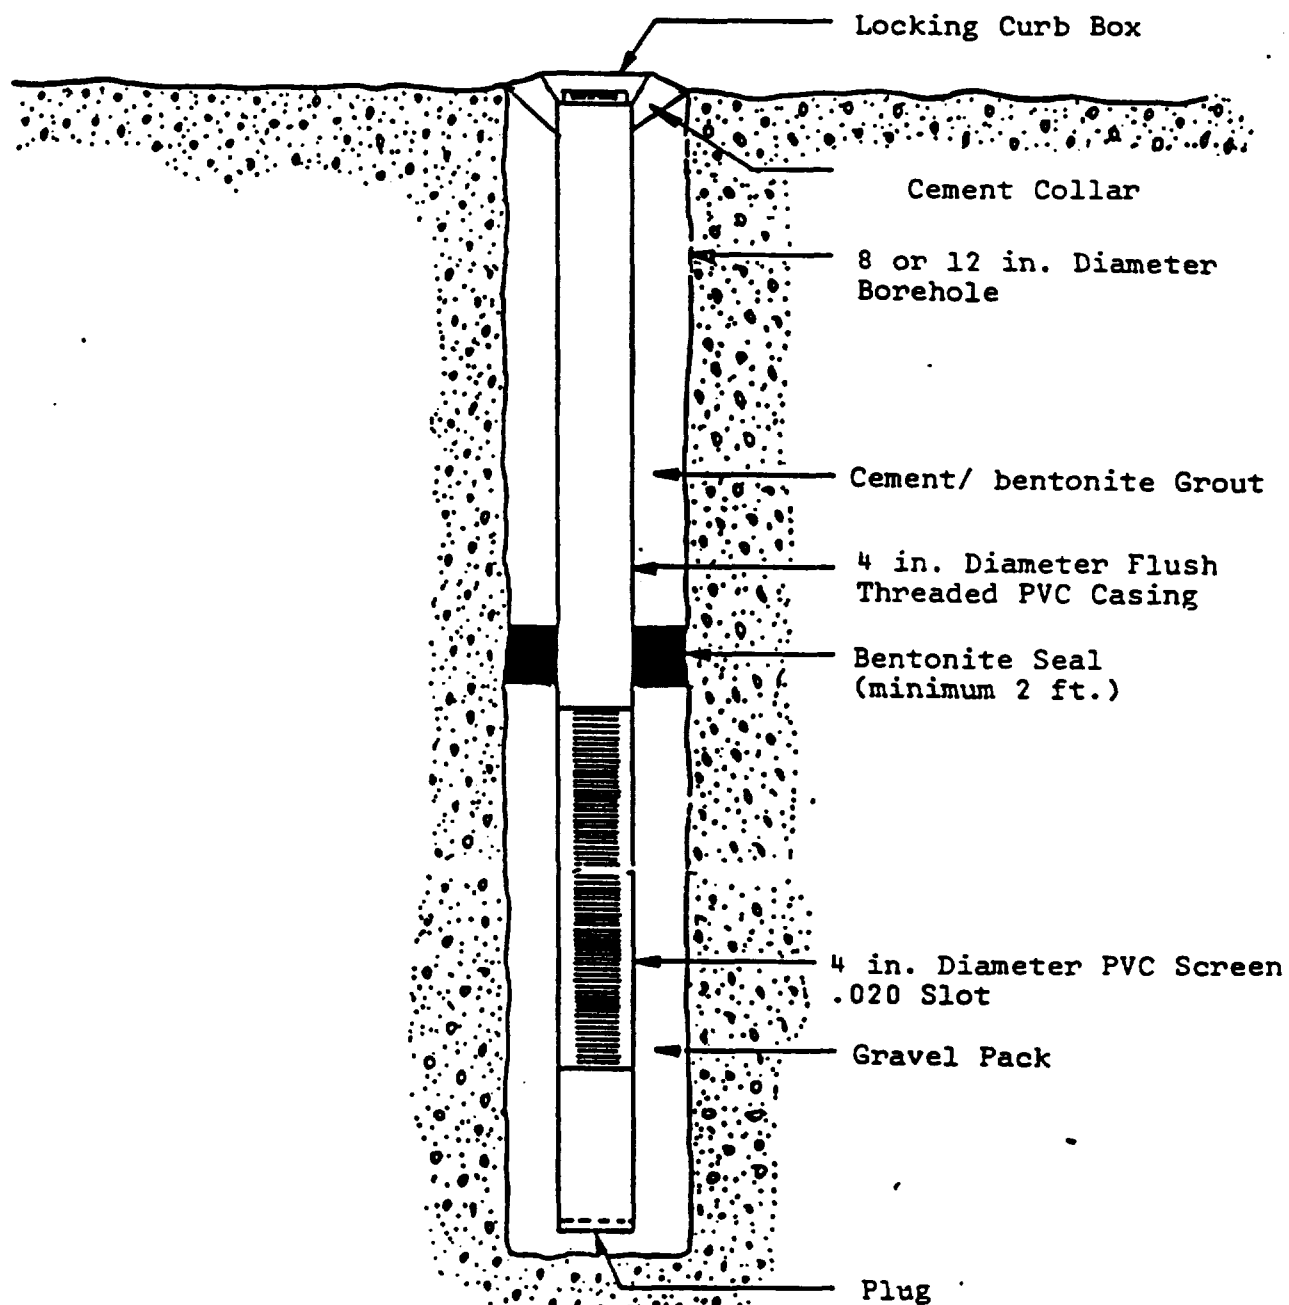 Locking Curb Box
Cement Collar
8 or 12 in. Diameter
Borehole
Cement/ bentonite Grout
4 in. Diameter Flush
Threaded PVC Casing
Bentonite Seal
(minimum 2 ft.)
4 in. Diameter PVC Screen
.020 Slot
Gravel Pack
Plug